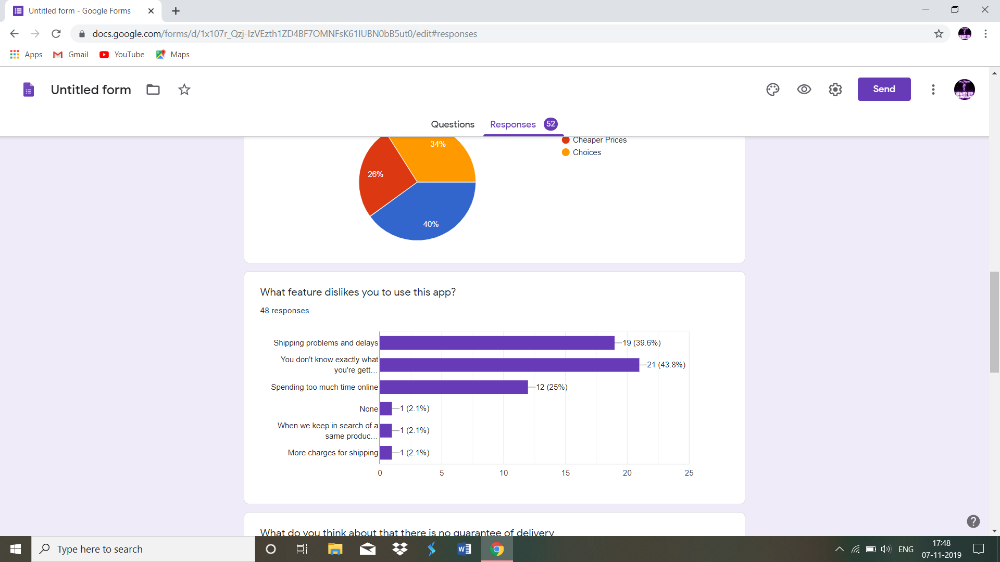 Untitled form - Google Forms
docs.google.com/forms/d/1x107r_Qzj-IzVEzth1ZD4BF7OMNFsK61IUBN0bB5ut0/edit#responses
Apps Gmail YouTube Maps
Untitled form
Send
Questions Responses 52
34%
26%
40%
Cheaper Prices
Choices
What feature dislikes you to use this app?
48 responses
Shipping problems and delays 19 (39.6%)
You don't know exactly what
you're gett... 21 (43.8%)
Spending too much time online 12 (25%)
None 1 (2.1%)
When we keep in search of a
same produc... 1 (2.1%)
More charges for shipping 1 (2.1%)
0 5 10 15 20 25
What do you think about that there is no guarantee of delivery
Type here to search
W
ENG
17:48
07-11-2019